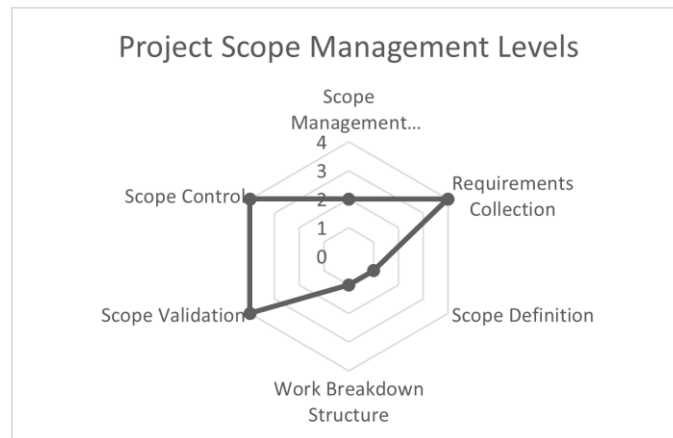 Project Scope Management Levels
Scope
Management...
4
3
2
1
0
Requirements
Collection
Scope Definition
Work Breakdown
Structure
Scope Validation
Scope Control